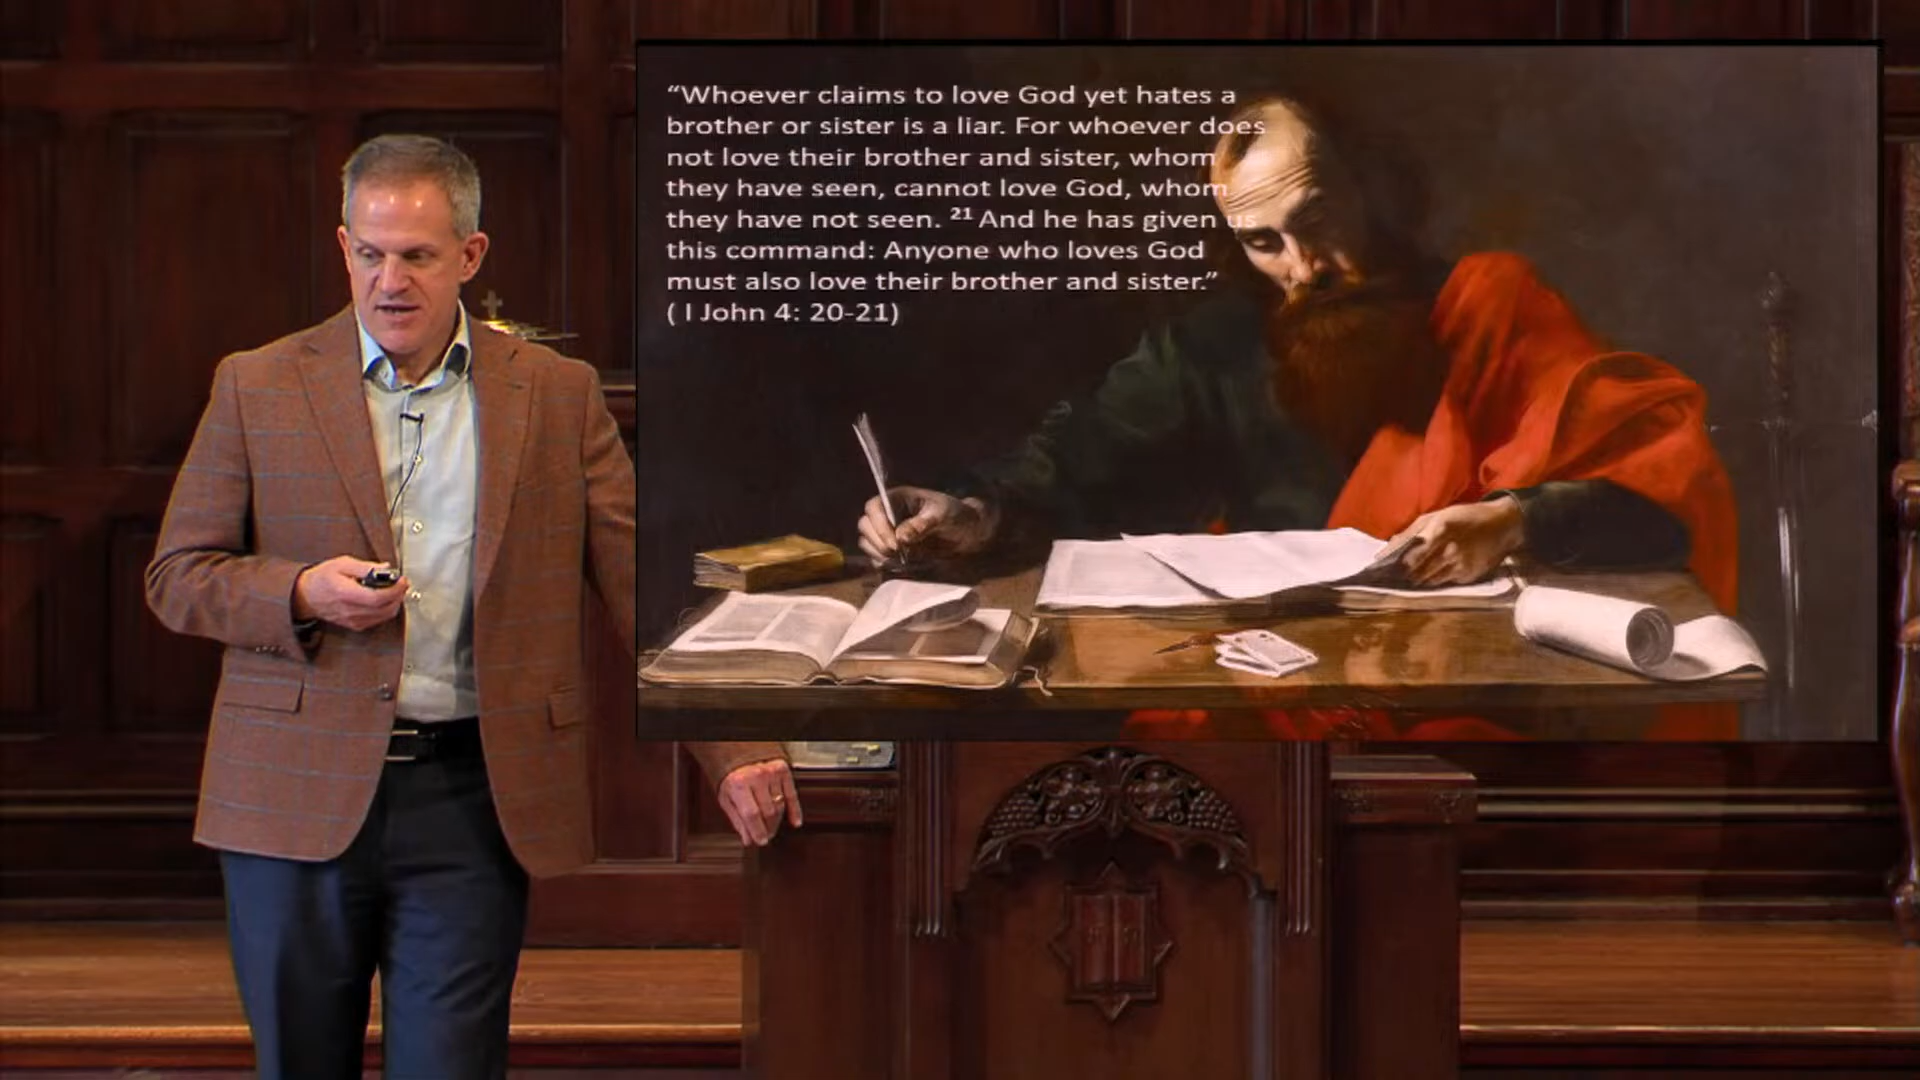 “Whoever claims to love God yet hates a
brother or sister is a liar. For whoever does
not love their brother and sister, whom
they have seen, cannot love God, whom
they have not seen. ²¹ And he has given us
this command: Anyone who loves God
must also love their brother and sister.”
( I John 4: 20-21)